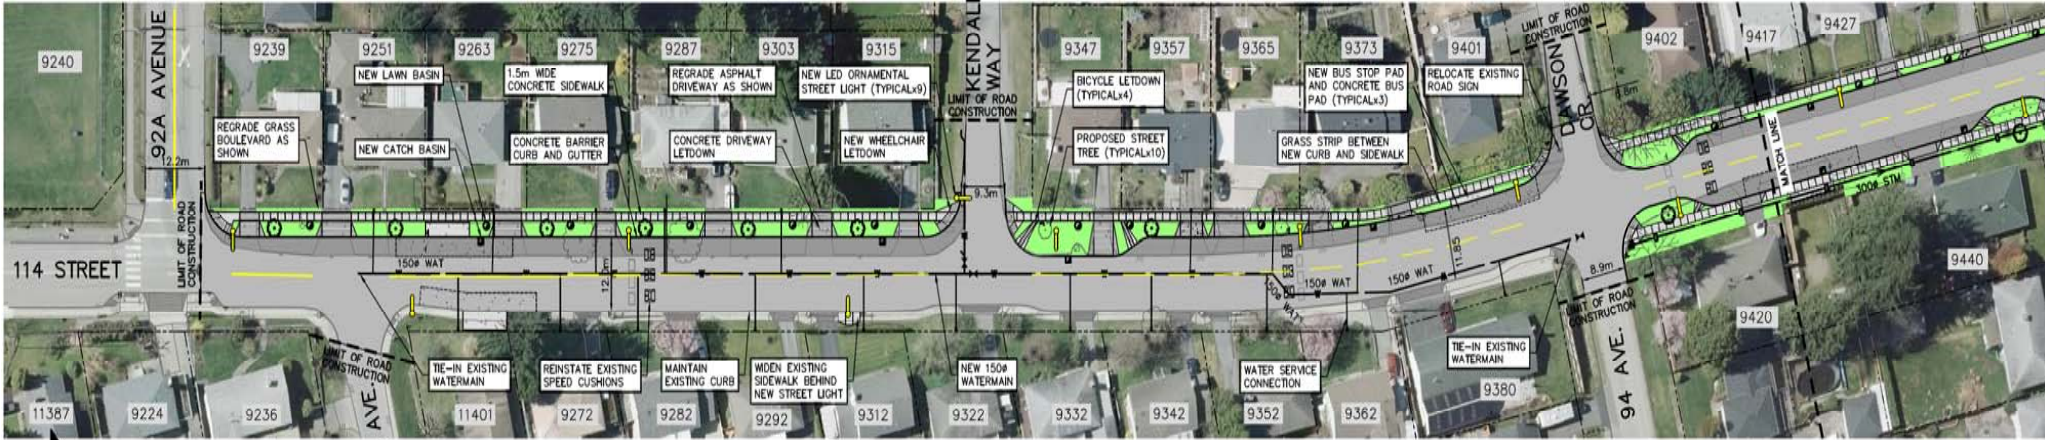 9240
92A AVENUE
9239
9251
9263
9275
9287
9303
9315
KENDALL
WAY
9347
9357
9365
9373
9401
LIMIT OF ROAD
CONSTRUCTION
DAWSON
CR
9402
9417
9427
NEW LAWN BASIN
1.5m WIDE
CONCRETE SIDEWALK
REGRADE ASPHALT
DRIVEWAY AS SHOWN
NEW LED ORNAMENTAL
STREET LIGHT (TYPICALx9)
LIMIT OF ROAD
CONSTRUCTION
BICYCLE LETDOWN
(TYPICALx4)
NEW BUS STOP PAD
AND CONCRETE BUS
PAD (TYPICALx3)
RELOCATE EXISTING
ROAD SIGN
REGRADE GRASS
BOULEVARD AS
SHOWN
NEW CATCH BASIN
CONCRETE BARRIER
CURB AND GUTTER
CONCRETE DRIVEWAY
LETDOWN
NEW WHEELCHAIR
LETDOWN
PROPOSED STREET
TREE (TYPICALx10)
GRASS STRIP BETWEEN
NEW CURB AND SIDEWALK
MATCH LINE
12.2m
9.3m
300ø STM
LIMIT OF ROAD
CONSTRUCTION
114 STREET
150ø WAT
11.85
150ø WAT
150ø WAT
150ø WAT
8.9m
9440
LIMIT OF ROAD
CONSTRUCTION
LIMIT OF ROAD
CONSTRUCTION
TIE-IN EXISTING
WATERMAIN
REINSTATE EXISTING
SPEED CUSHIONS
MAINTAIN
EXISTING CURB
WIDEN EXISTING
SIDEWALK BEHIND
NEW STREET LIGHT
NEW 150ø
WATERMAIN
WATER SERVICE
CONNECTION
TIE-IN EXISTING
WATERMAIN
9420
11387
9224
9236
AVE
11401
9272
9282
9292
9312
9322
9332
9342
9352
9362
9380
94 AVE.